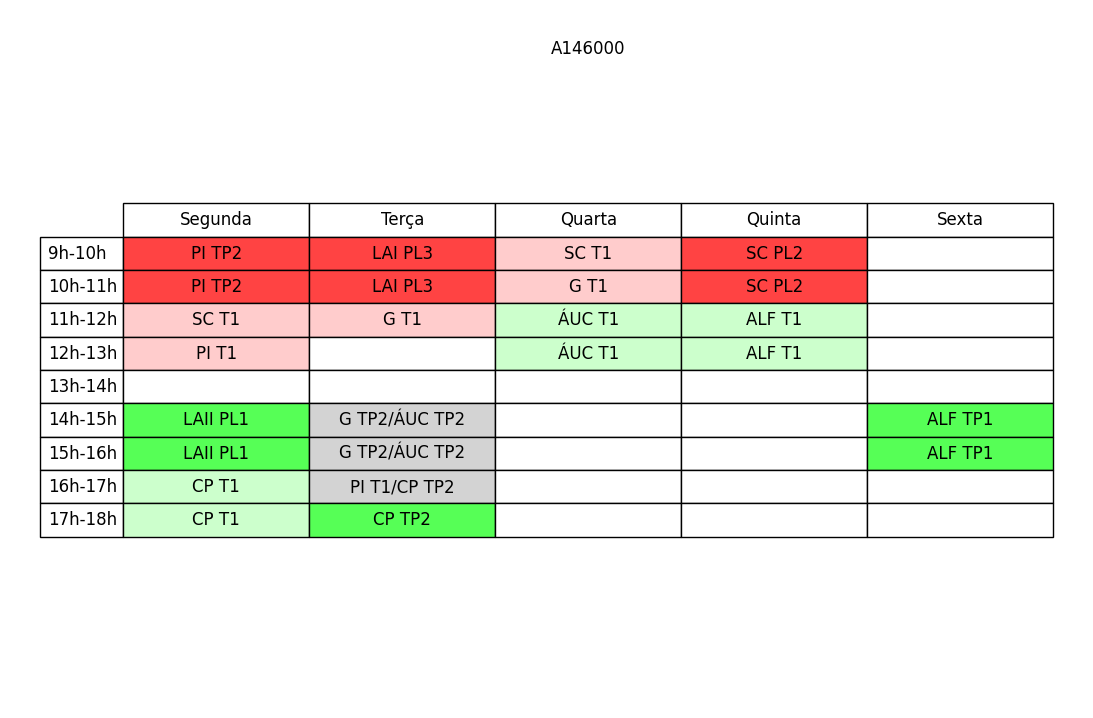 A146000
Segunda Terça Quarta Quinta Sexta
9h-10h PI TP2 LAI PL3 SC T1 SC PL2
10h-11h PI TP2 LAI PL3 G T1 SC PL2
11h-12h SC T1 G T1 ÁUC T1 ALF T1
12h-13h PI T1 ÁUC T1 ALF T1
13h-14h
14h-15h LAII PL1 G TP2/ÁUC TP2 ALF TP1
15h-16h LAII PL1 G TP2/ÁUC TP2 ALF TP1
16h-17h CP T1 PI T1/CP TP2
17h-18h CP T1 CP TP2